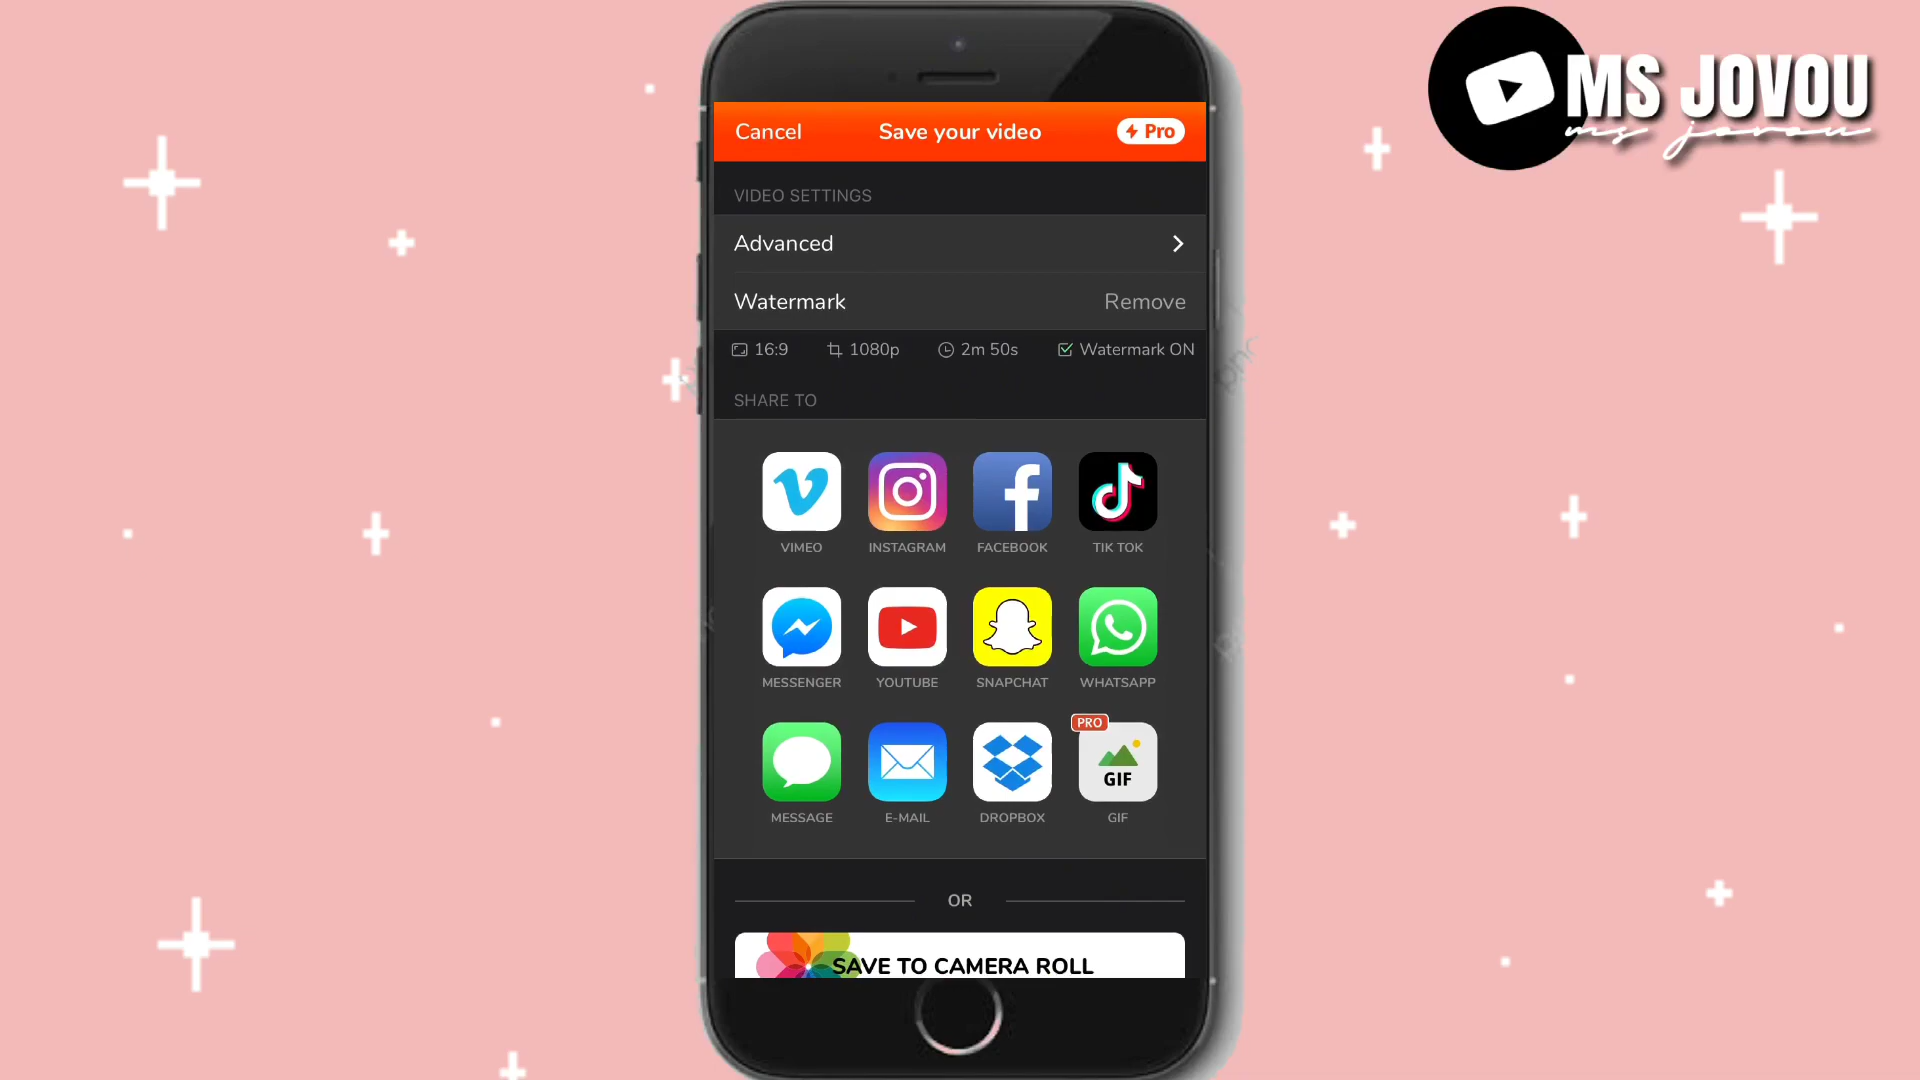 MS JOVOU
ms jovou
Cancel
Save your video
Pro
VIDEO SETTINGS
Advanced
Watermark
Remove
16:9
1080p
2m 50s
Watermark ON
SHARE TO
VIMEO
INSTAGRAM
FACEBOOK
TIK TOK
MESSENGER
YOUTUBE
SNAPCHAT
WHATSAPP
PRO
GIF
MESSAGE
E-MAIL
DROPBOX
GIF
OR
SAVE TO CAMERA ROLL